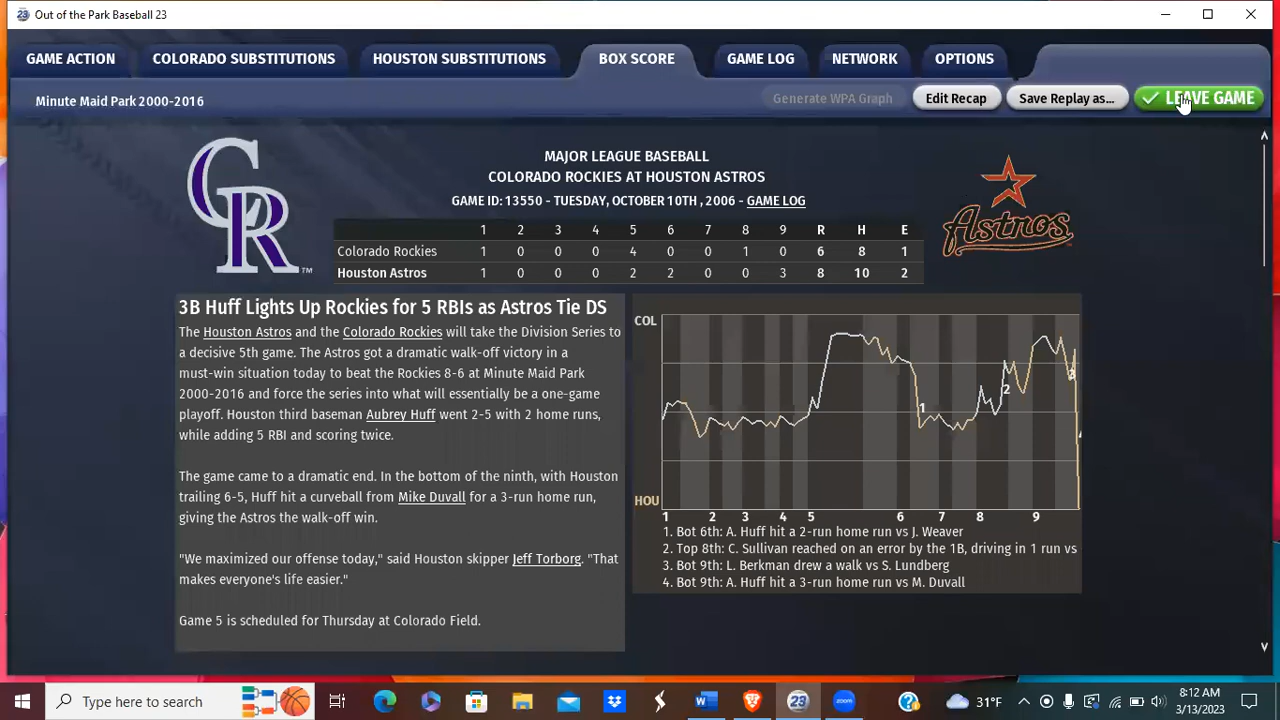 23 Out of the Park Baseball 23
GAME ACTION COLORADO SUBSTITUTIONS HOUSTON SUBSTITUTIONS BOX SCORE GAME LOG NETWORK OPTIONS
Minute Maid Park 2000-2016 Generate WPA Graph Edit Recap Save Replay as... LEAVE GAME
MAJOR LEAGUE BASEBALL
COLORADO ROCKIES AT HOUSTON ASTROS
GAME ID: 13550 - TUESDAY, OCTOBER 10TH , 2006 - GAME LOG
CR TM
Astros
1 2 3 4 5 6 7 8 9 R H E
Colorado Rockies 1 0 0 0 4 0 0 1 0 6 8 1
Houston Astros 1 0 0 0 2 2 0 0 3 8 10 2
3B Huff Lights Up Rockies for 5 RBIs as Astros Tie DS
The Houston Astros and the Colorado Rockies will take the Division Series to
a decisive 5th game. The Astros got a dramatic walk-off victory in a
must-win situation today to beat the Rockies 8-6 at Minute Maid Park
2000-2016 and force the series into what will essentially be a one-game
playoff. Houston third baseman Aubrey Huff went 2-5 with 2 home runs,
while adding 5 RBI and scoring twice.
The game came to a dramatic end. In the bottom of the ninth, with Houston
trailing 6-5, Huff hit a curveball from Mike Duvall for a 3-run home run,
giving the Astros the walk-off win.
"We maximized our offense today," said Houston skipper Jeff Torborg. "That
makes everyone's life easier."
Game 5 is scheduled for Thursday at Colorado Field.
COL
1 2 3
HOU
1 2 3 4 5 6 7 8 9
1. Bot 6th: A. Huff hit a 2-run home run vs J. Weaver
2. Top 8th: C. Sullivan reached on an error by the 1B, driving in 1 run vs
3. Bot 9th: L. Berkman drew a walk vs S. Lundberg
4. Bot 9th: A. Huff hit a 3-run home run vs M. Duvall
Type here to search 23 zoom 31°F 8:12 AM
3/13/2023